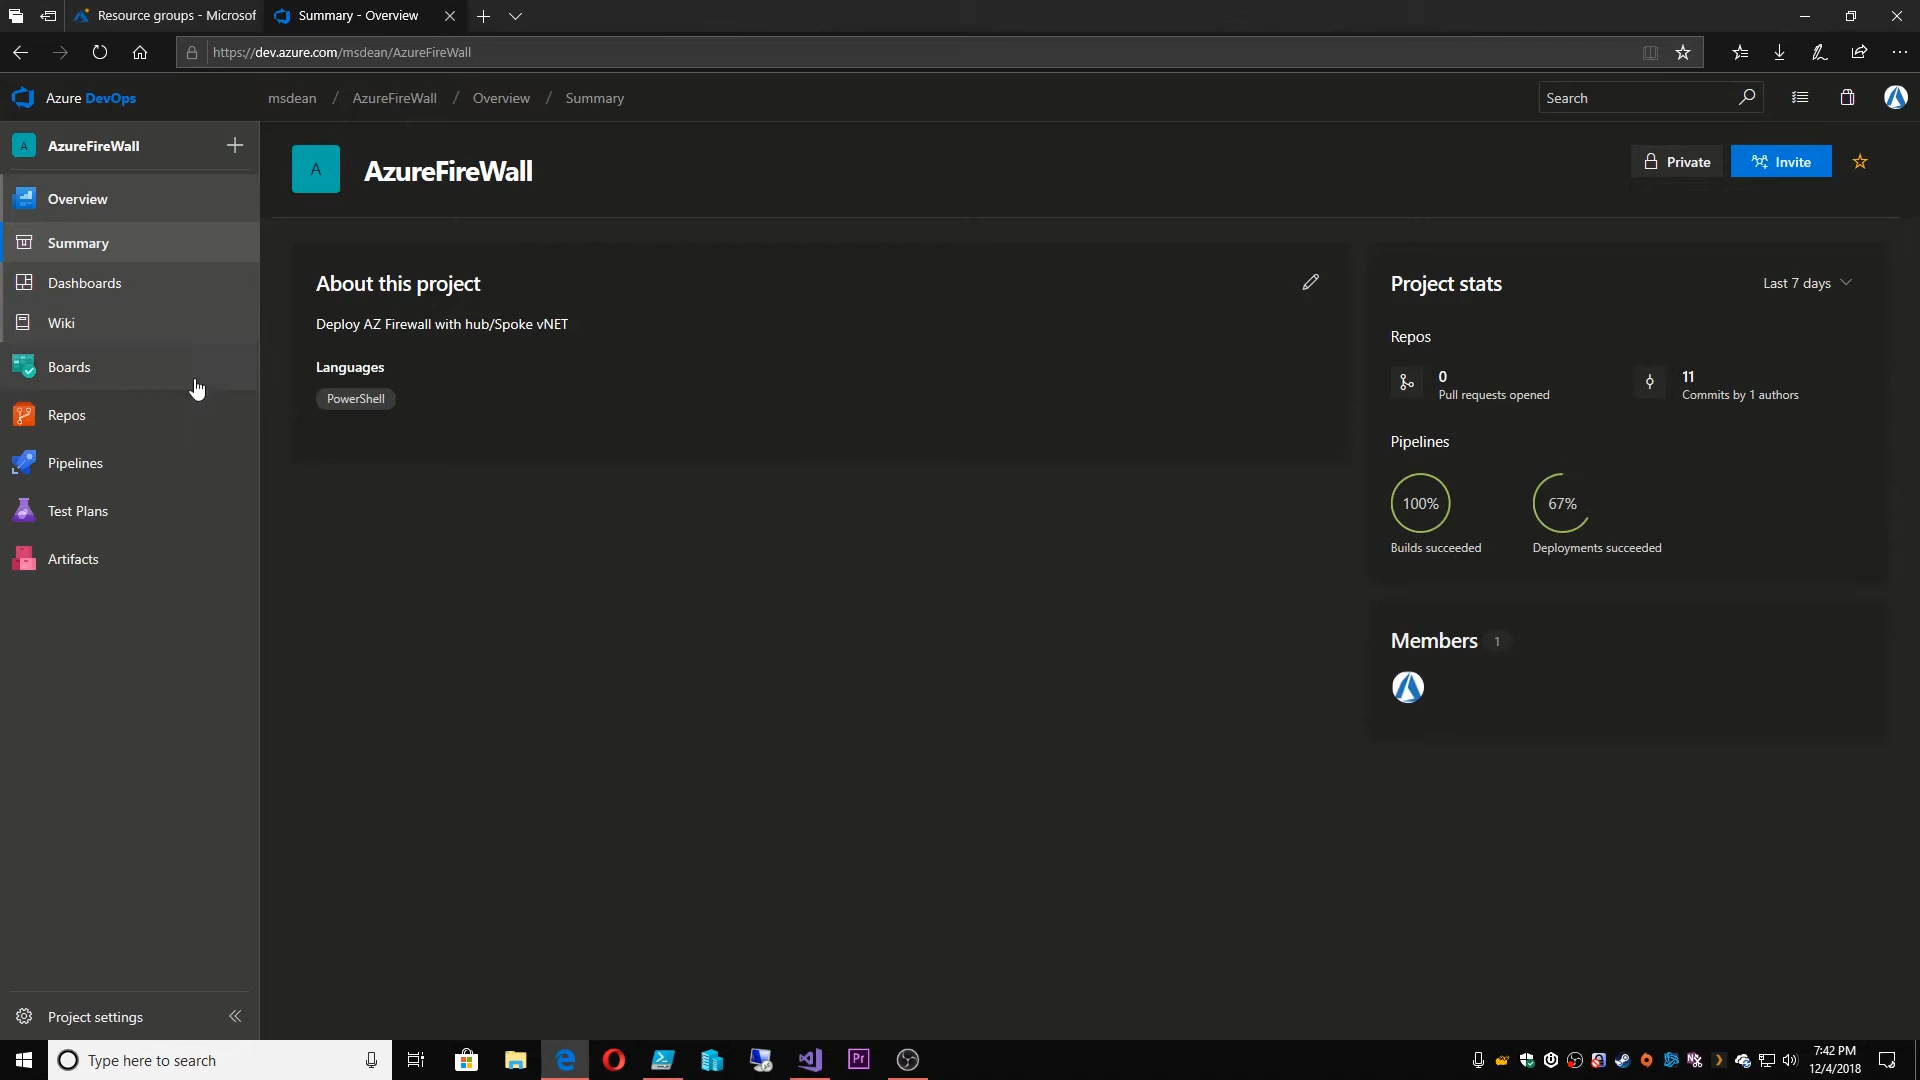 Resource groups - Microsof
Summary - Overview
https://dev.azure.com/msdean/AzureFireWall
Azure DevOps
msdean / AzureFireWall / Overview / Summary
Search
A
AzureFireWall
Overview
Summary
Dashboards
Wiki
Boards
Repos
Pipelines
Test Plans
Artifacts
Project settings
A
AzureFireWall
Private
Invite
About this project
Deploy AZ Firewall with hub/Spoke vNET
Languages
PowerShell
Project stats
Last 7 days
Repos
0
Pull requests opened
11
Commits by 1 authors
Pipelines
100%
Builds succeeded
67%
Deployments succeeded
Members 1
Type here to search
Pr
7:42 PM
12/4/2018